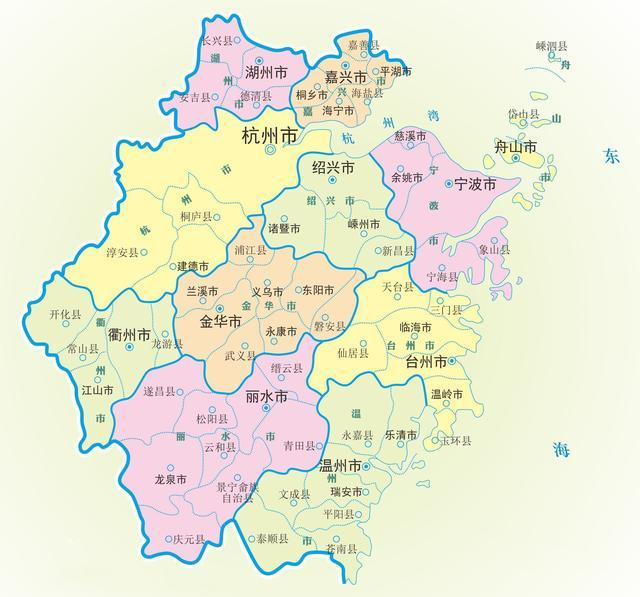 长兴县
湖州市
湖州市
安吉县
德清县
嘉善县
嘉兴市
平湖市
桐乡市
嘉兴市
海盐县
海宁市
嵊泗县
舟山市
岱山县
舟山市
东海
杭州湾
杭州市
杭州市
桐庐县
淳安县
建德市
绍兴市
绍兴市
诸暨市
嵊州市
新昌县
慈溪市
余姚市
宁波市
宁波市
象山县
宁海县
浦江县
兰溪市
义乌市
东阳市
金华市
金华市
永康市
磐安县
武义县
开化县
衢州市
衢州市
常山县
龙游县
江山市
天台县
三门县
临海市
台州市
仙居县
台州市
温岭市
玉环县
遂昌县
缙云县
丽水市
松阳县
丽水市
云和县
青田县
龙泉市
景宁畲族
自治县
庆元县
温州市
永嘉县
乐清市
温州市
瑞安市
文成县
平阳县
泰顺县
苍南县